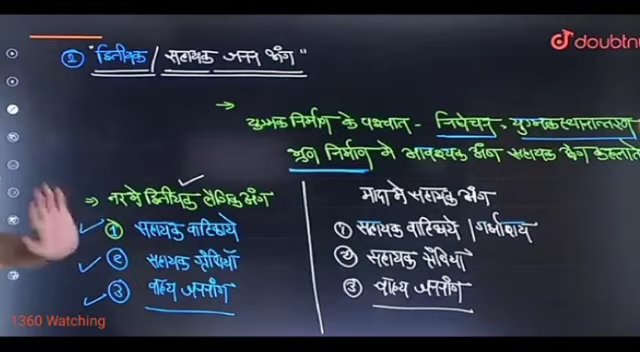 ② "द्वितीयक / सहायक जनन अंग"
doubtnu
→ युग्मक निर्माण के पश्चात - निषेचन, युग्मक स्थानान्तरण
भ्रूण निर्माण मे आवश्यक अंग सहायक अंग कहलाते
⇒ नर मे द्वितीयक लैंगिक अंग
① सहायक वाहिकाये
② सहायक ग्रंथियाँ
③ बाह्य जननांग
मादा मे सहायक अंग
① सहायक वाहिकाये / गर्भाशय
② सहायक ग्रंथियाँ
③ बाह्य जननांग
1360 Watching